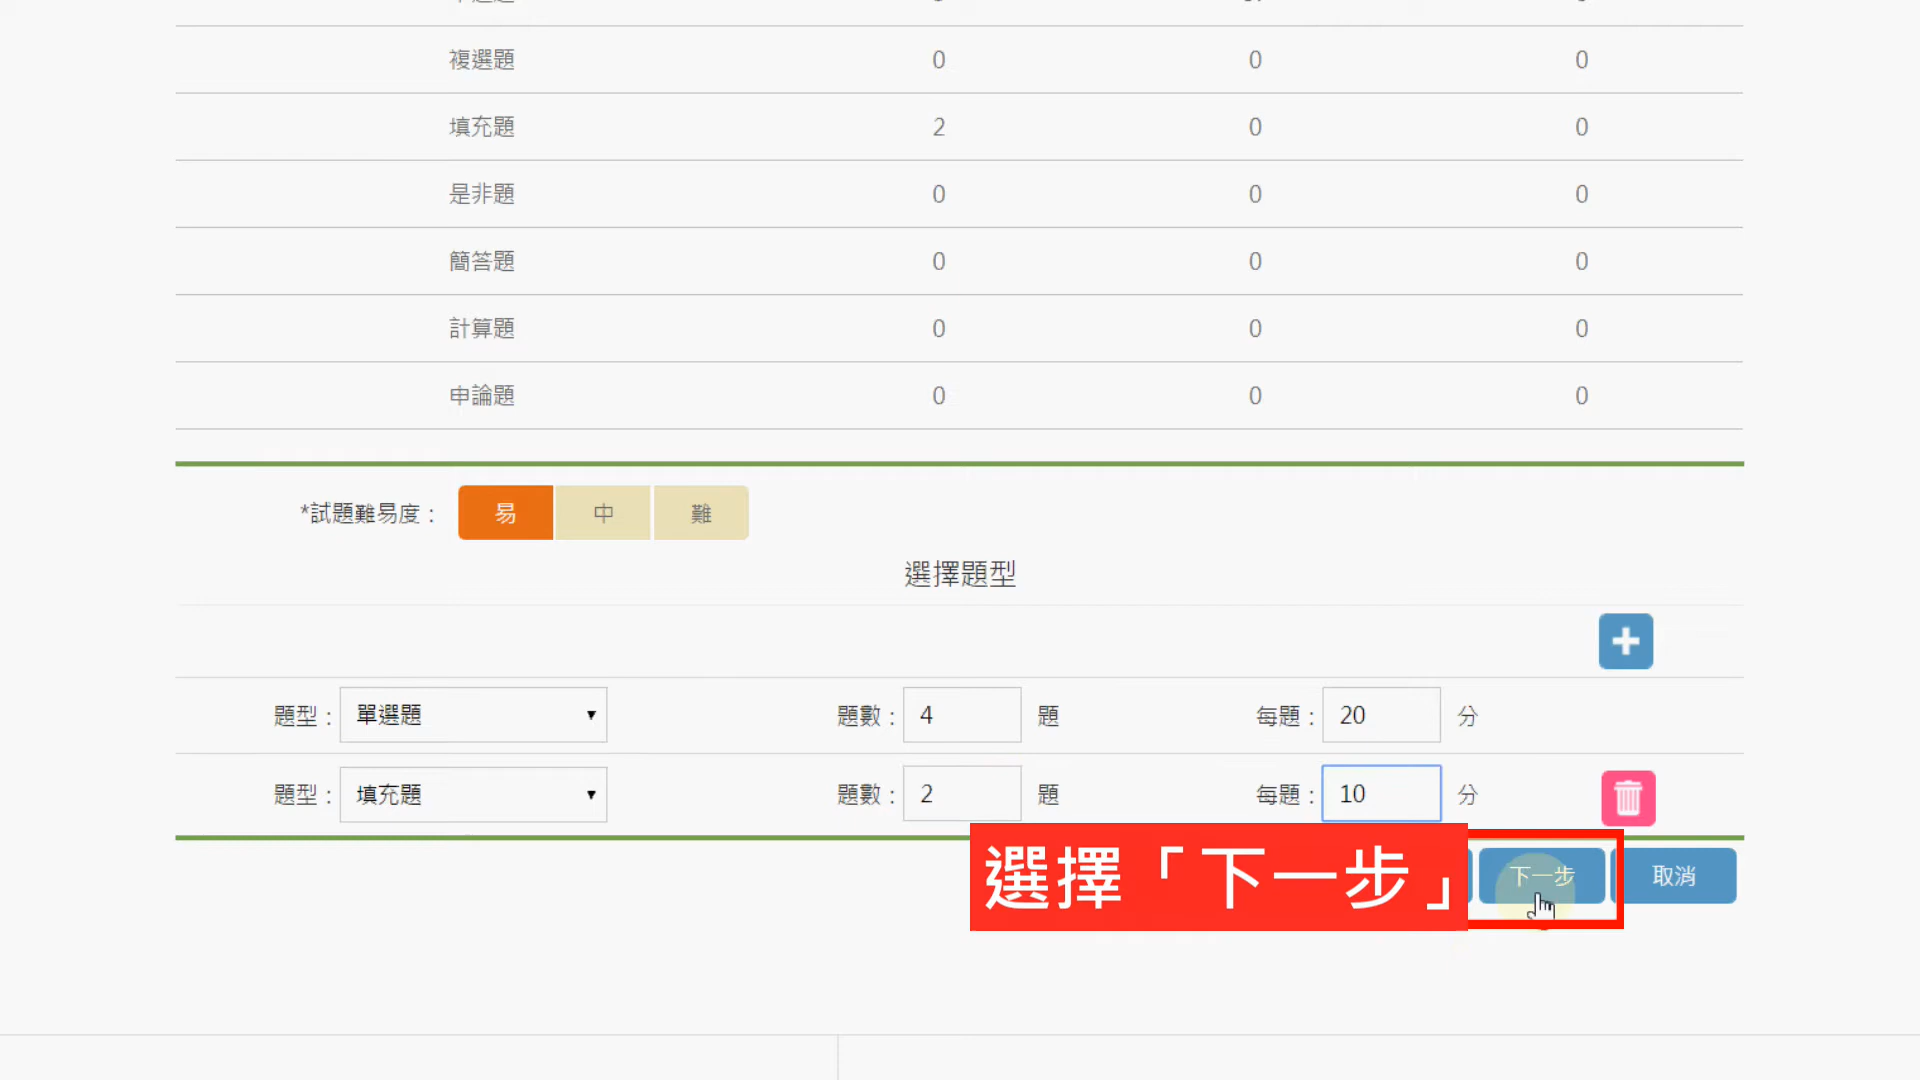 複選題 0 0 0
填充題 2 0 0
是非題 0 0 0
簡答題 0 0 0
計算題 0 0 0
申論題 0 0 0
*試題難易度： 易 中 難
選擇題型
題型： 單選題 題數： 4 題 每題： 20 分
題型： 填充題 題數： 2 題 每題： 10 分
選擇「下一步」 下一步 取消